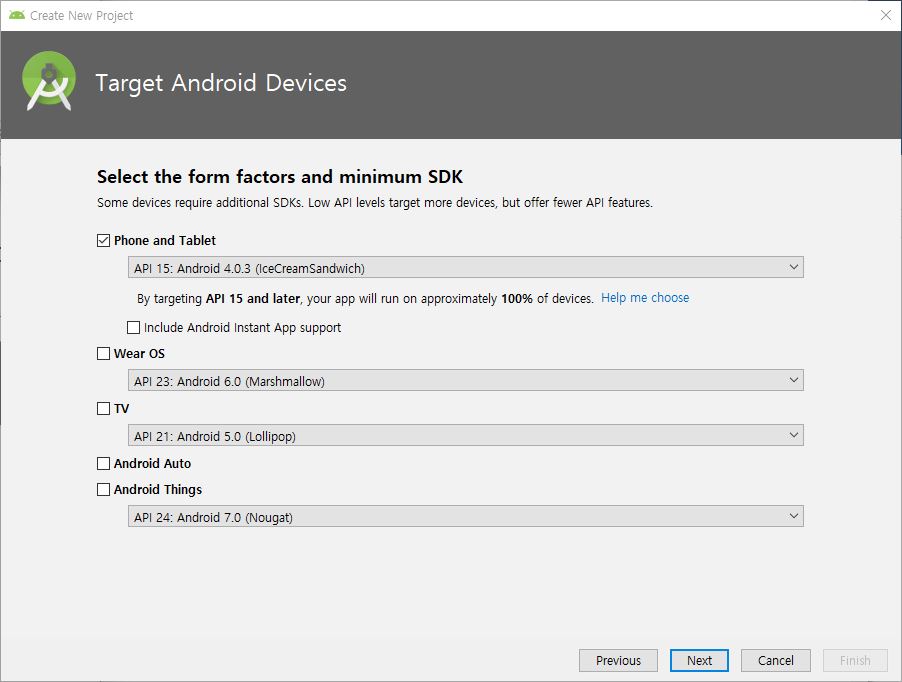 Create New Project
Target Android Devices
Select the form factors and minimum SDK
Some devices require additional SDKs. Low API levels target more devices, but offer fewer API features.
Phone and Tablet
API 15: Android 4.0.3 (IceCreamSandwich)
By targeting API 15 and later, your app will run on approximately 100% of devices. Help me choose
Include Android Instant App support
Wear OS
API 23: Android 6.0 (Marshmallow)
TV
API 21: Android 5.0 (Lollipop)
Android Auto
Android Things
API 24: Android 7.0 (Nougat)
Previous Next Cancel Finish